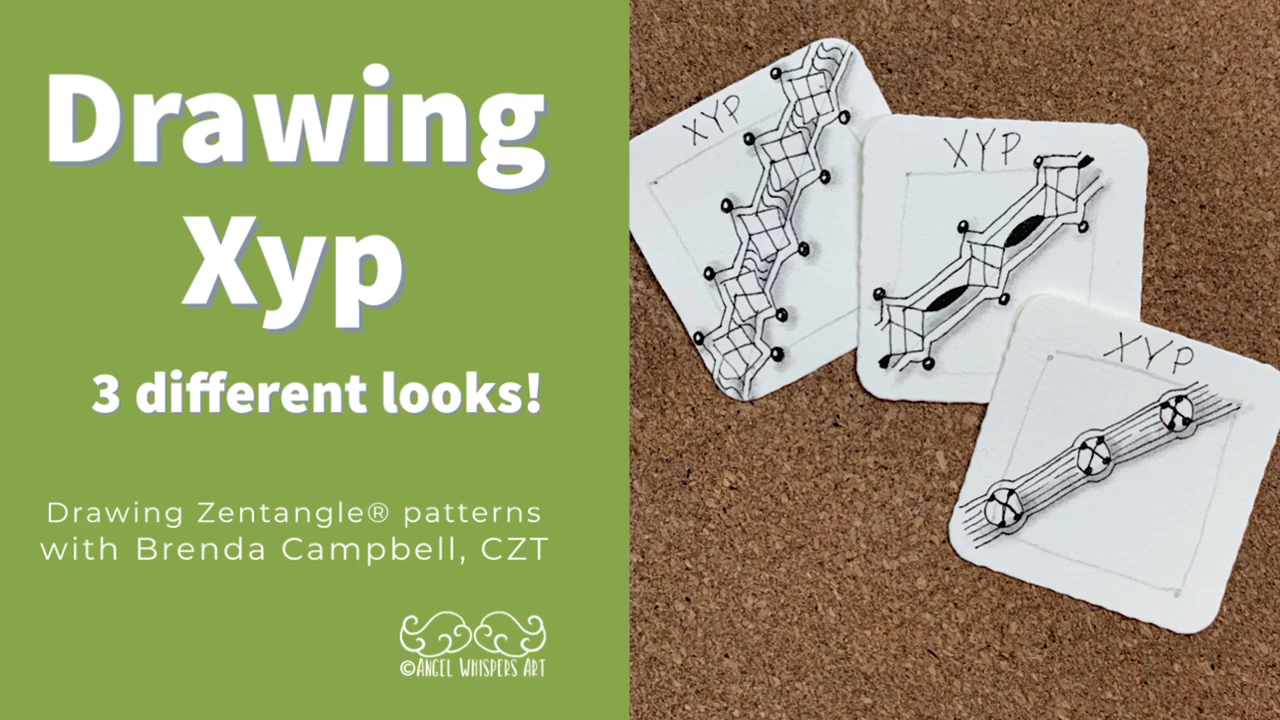 Drawing
Xyp
3 different looks!
Drawing Zentangle® patterns
with Brenda Campbell, CZT
©ANGEL WHISPERS ART
XYP
XYP
XYP